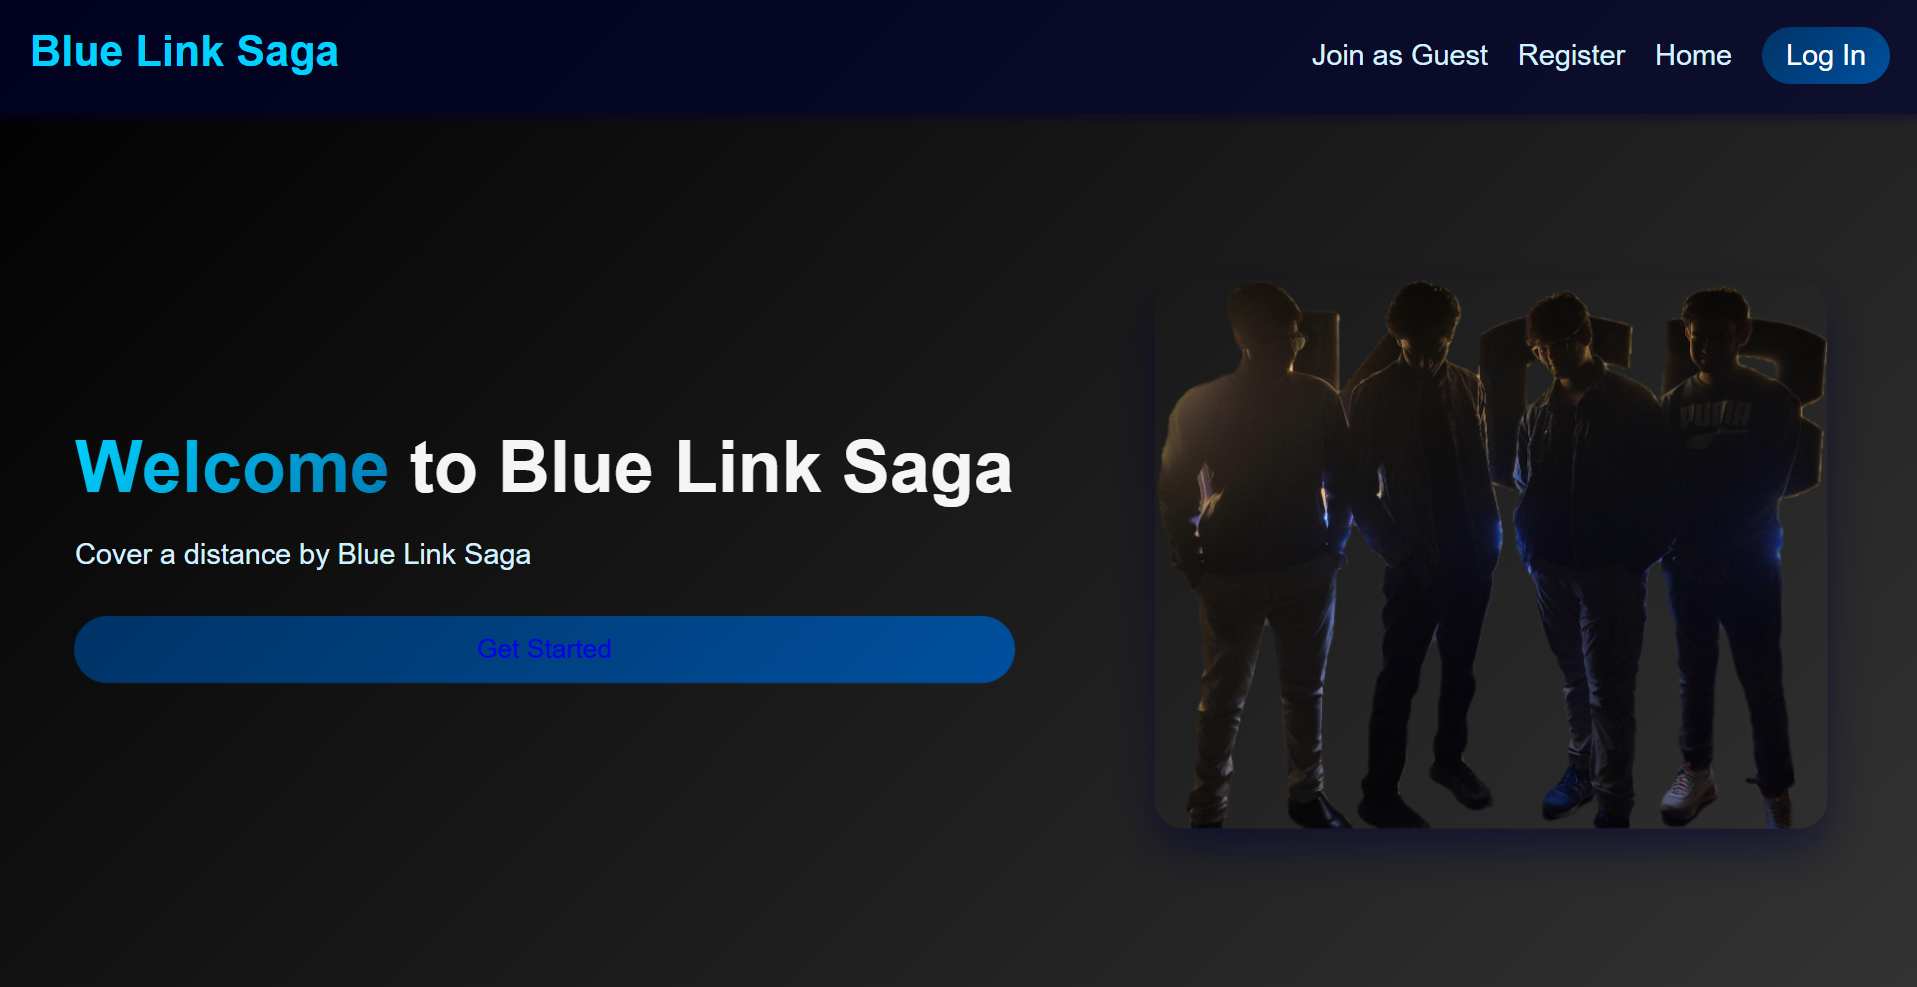 Blue Link Saga
Join as Guest Register Home Log In
Welcome to Blue Link Saga
Cover a distance by Blue Link Saga
Get Started
PUMA